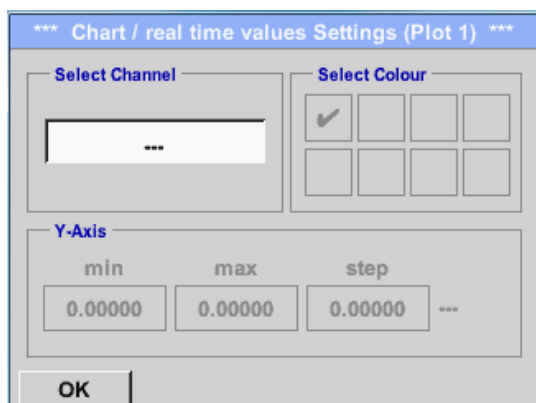 *** Chart / real time values Settings (Plot 1) ***
Select Channel
---
Select Colour
✔
Y-Axis
min max step
0.00000 0.00000 0.00000 ---
OK